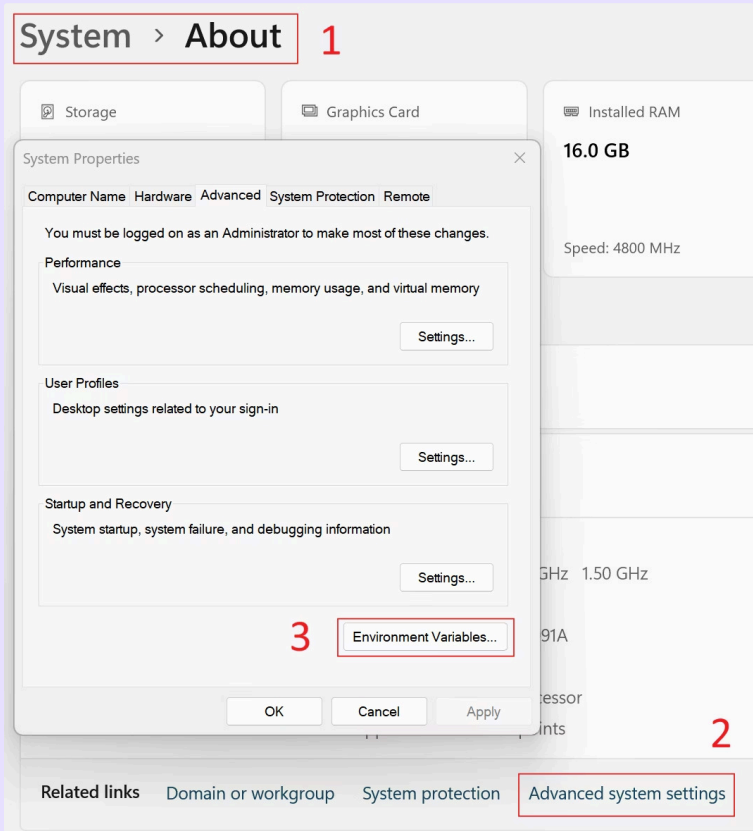 System > About 1
Storage
Graphics Card
Installed RAM
16.0 GB
Speed: 4800 MHz
System Properties
Computer Name Hardware Advanced System Protection Remote
You must be logged on as an Administrator to make most of these changes.
Performance
Visual effects, processor scheduling, memory usage, and virtual memory
Settings...
User Profiles
Desktop settings related to your sign-in
Settings...
Startup and Recovery
System startup, system failure, and debugging information
Settings...
3 Environment Variables...
OK Cancel Apply
GHz 1.50 GHz
91A
essor
ints
2
Related links Domain or workgroup System protection Advanced system settings